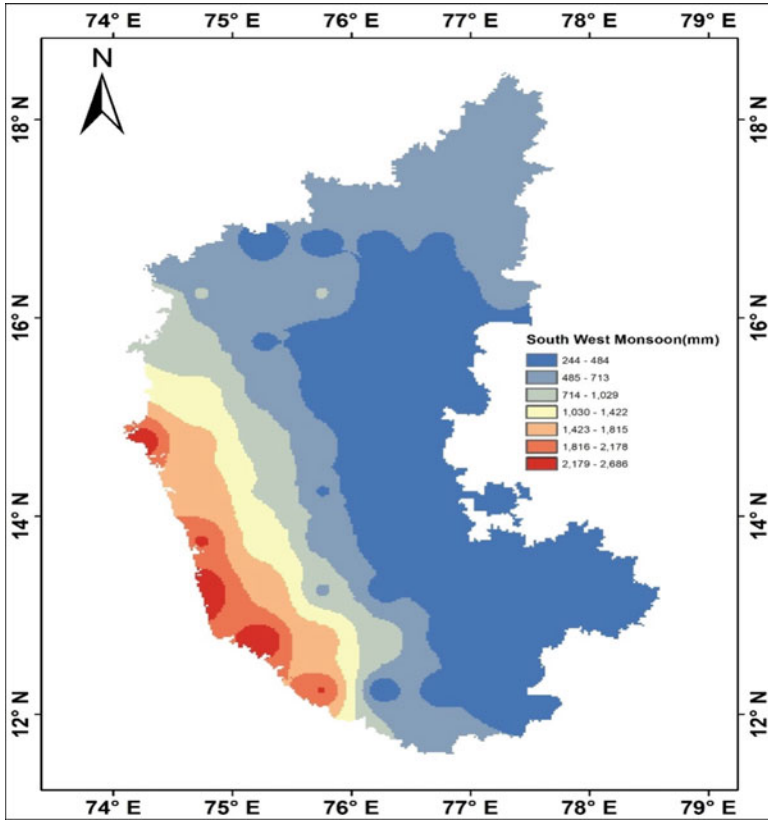 74° E 75° E 76° E 77° E 78° E 79° E
N
18° N 18° N
16° N 16° N
South West Monsoon(mm)
244 - 484
485 - 713
714 - 1,029
1,030 - 1,422
1,423 - 1,815
1,816 - 2,178
2,179 - 2,686
14° N 14° N
12° N 12° N
74° E 75° E 76° E 77° E 78° E 79° E